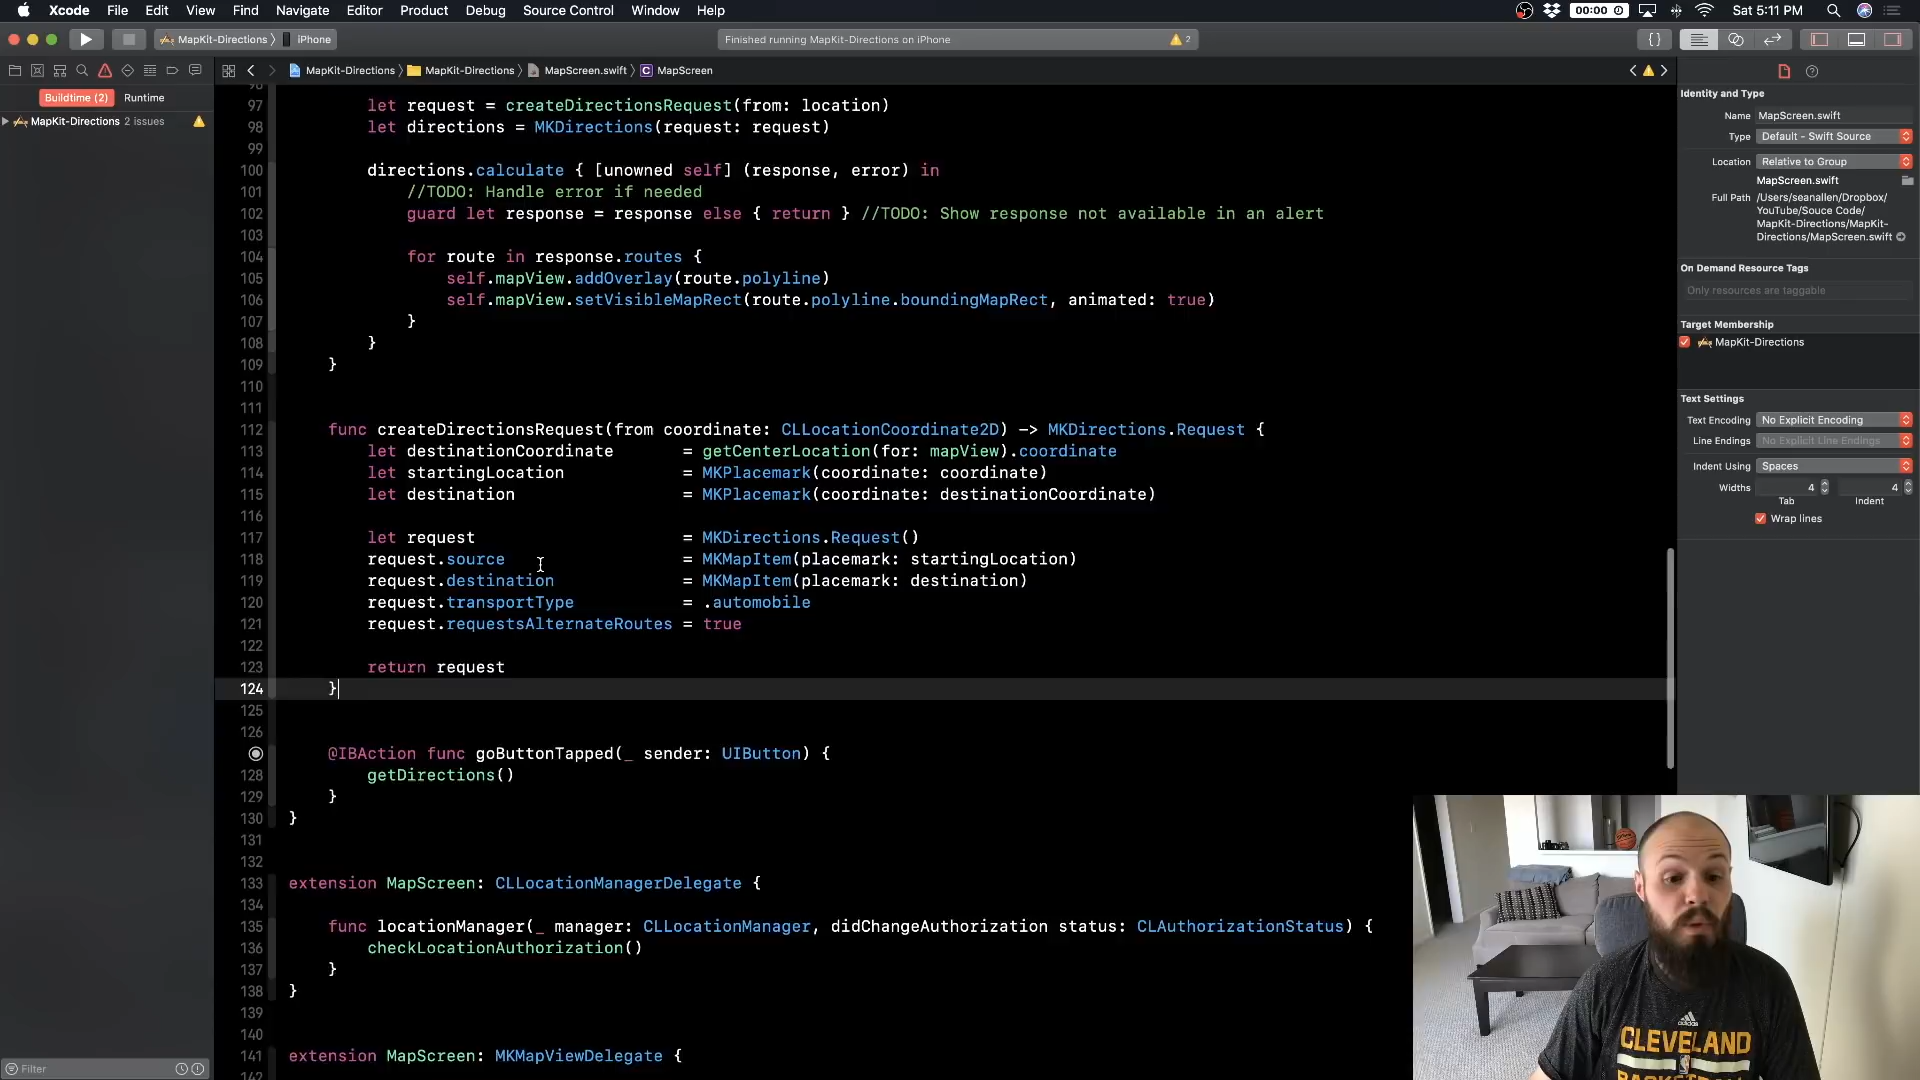 Xcode File Edit View Find Navigate Editor Product Debug Source Control Window Help 00:00 Sat 5:11 PM
MapKit-Directions iPhone Finished running MapKit-Directions on iPhone 2
MapKit-Directions MapKit-Directions MapScreen.swift C MapScreen
Buildtime (2) Runtime
MapKit-Directions 2 issues
97 let request = createDirectionsRequest(from: location)
98 let directions = MKDirections(request: request)
99
100 directions.calculate { [unowned self] (response, error) in
101 //TODO: Handle error if needed
102 guard let response = response else { return } //TODO: Show response not available in an alert
103
104 for route in response.routes {
105 self.mapView.addOverlay(route.polyline)
106 self.mapView.setVisibleMapRect(route.polyline.boundingMapRect, animated: true)
107 }
108 }
109 }
110
111
112 func createDirectionsRequest(from coordinate: CLLocationCoordinate2D) -> MKDirections.Request {
113 let destinationCoordinate = getCenterLocation(for: mapView).coordinate
114 let startingLocation = MKPlacemark(coordinate: coordinate)
115 let destination = MKPlacemark(coordinate: destinationCoordinate)
116
117 let request = MKDirections.Request()
118 request.source = MKMapItem(placemark: startingLocation)
119 request.destination = MKMapItem(placemark: destination)
120 request.transportType = .automobile
121 request.requestsAlternateRoutes = true
122
123 return request
124 }
125
126
@IBAction func goButtonTapped(_ sender: UIButton) {
128 getDirections()
129 }
130 }
131
132
133 extension MapScreen: CLLocationManagerDelegate {
134
135 func locationManager(_ manager: CLLocationManager, didChangeAuthorization status: CLAuthorizationStatus) {
136 checkLocationAuthorization()
137 }
138 }
139
140
141 extension MapScreen: MKMapViewDelegate {
142
Filter
Identity and Type
Name MapScreen.swift
Type Default - Swift Source
Location Relative to Group
MapScreen.swift
Full Path /Users/seanallen/Dropbox/
YouTube/Souce Code/
MapKit-Directions/MapKit-
Directions/MapScreen.swift
On Demand Resource Tags
Only resources are taggable
Target Membership
MapKit-Directions
Text Settings
Text Encoding No Explicit Encoding
Line Endings No Explicit Line Endings
Indent Using Spaces
Widths 4 4
Tab Indent
Wrap lines
adidas
CLEVELAND